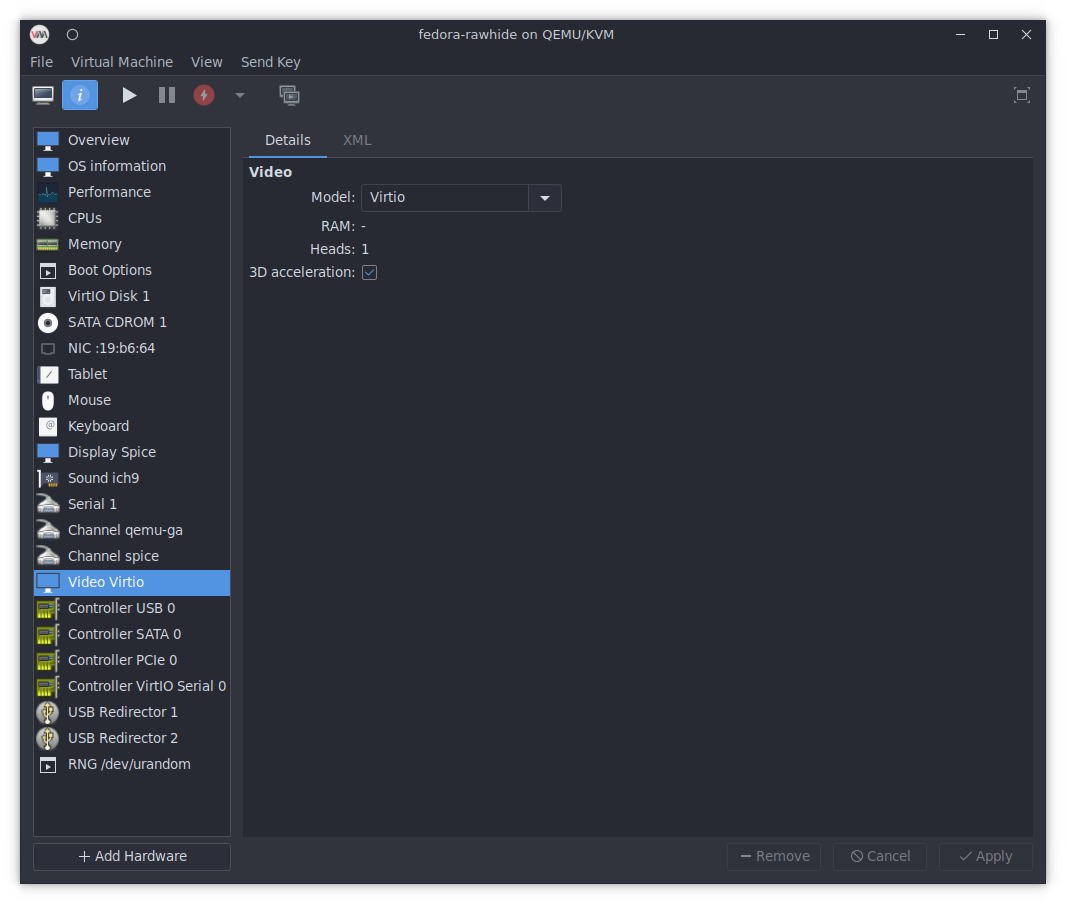 fedora-rawhide on QEMU/KVM
File Virtual Machine View Send Key
Overview
OS information
Performance
CPUs
Memory
Boot Options
VirtIO Disk 1
SATA CDROM 1
NIC :19:b6:64
Tablet
Mouse
Keyboard
Display Spice
Sound ich9
Serial 1
Channel qemu-ga
Channel spice
Video Virtio
Controller USB 0
Controller SATA 0
Controller PCIe 0
Controller VirtIO Serial 0
USB Redirector 1
USB Redirector 2
RNG /dev/urandom
Add Hardware
Details XML
Video
Model: Virtio
RAM: -
Heads: 1
3D acceleration:
Remove Cancel Apply